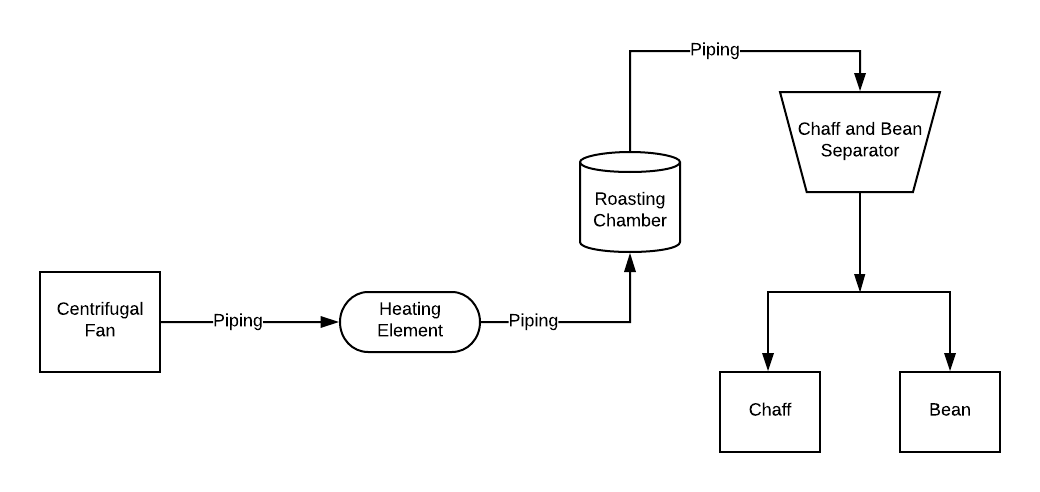 Piping
Chaff and Bean
Separator
Roasting
Chamber
Centrifugal
Fan
Piping
Heating
Element
Piping
Chaff
Bean